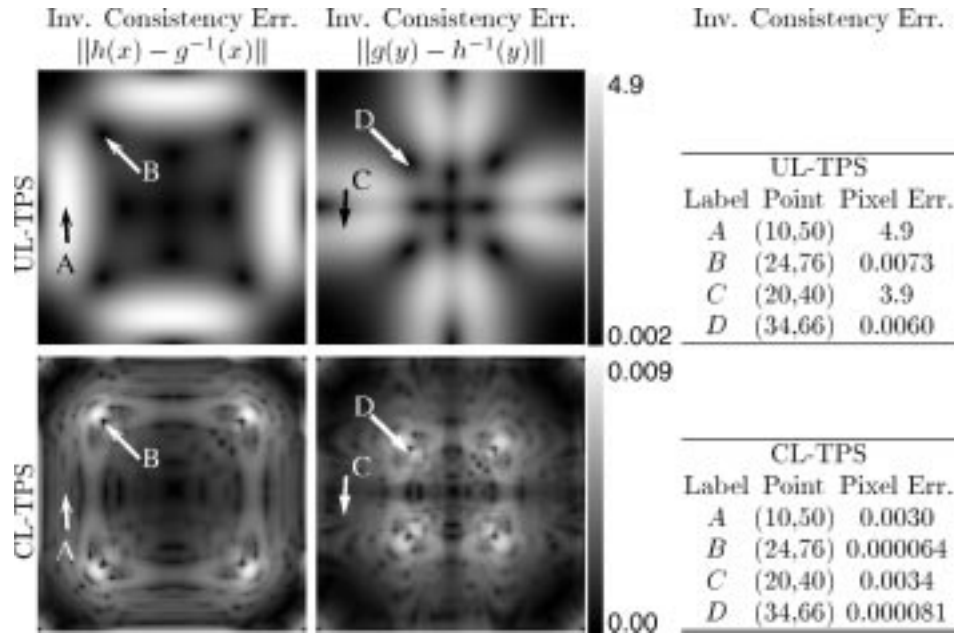 Inv. Consistency Err. Inv. Consistency Err. Inv. Consistency Err.
||h(x) − g⁻¹(x)|| ||g(y) − h⁻¹(y)||
UL-TPS
A
B
C
D
4.9
0.002
UL-TPS
Label Point Pixel Err.
A (10,50) 4.9
B (24,76) 0.0073
C (20,40) 3.9
D (34,66) 0.0060
CL-TPS
A
B
C
D
0.009
0.00
CL-TPS
Label Point Pixel Err.
A (10,50) 0.0030
B (24,76) 0.000064
C (20,40) 0.0034
D (34,66) 0.000081